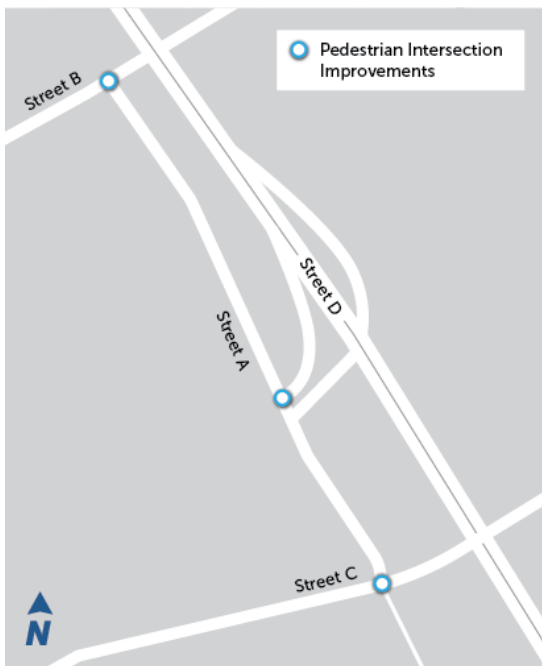 Pedestrian Intersection
Improvements
Street B
Street D
Street A
Street C
N